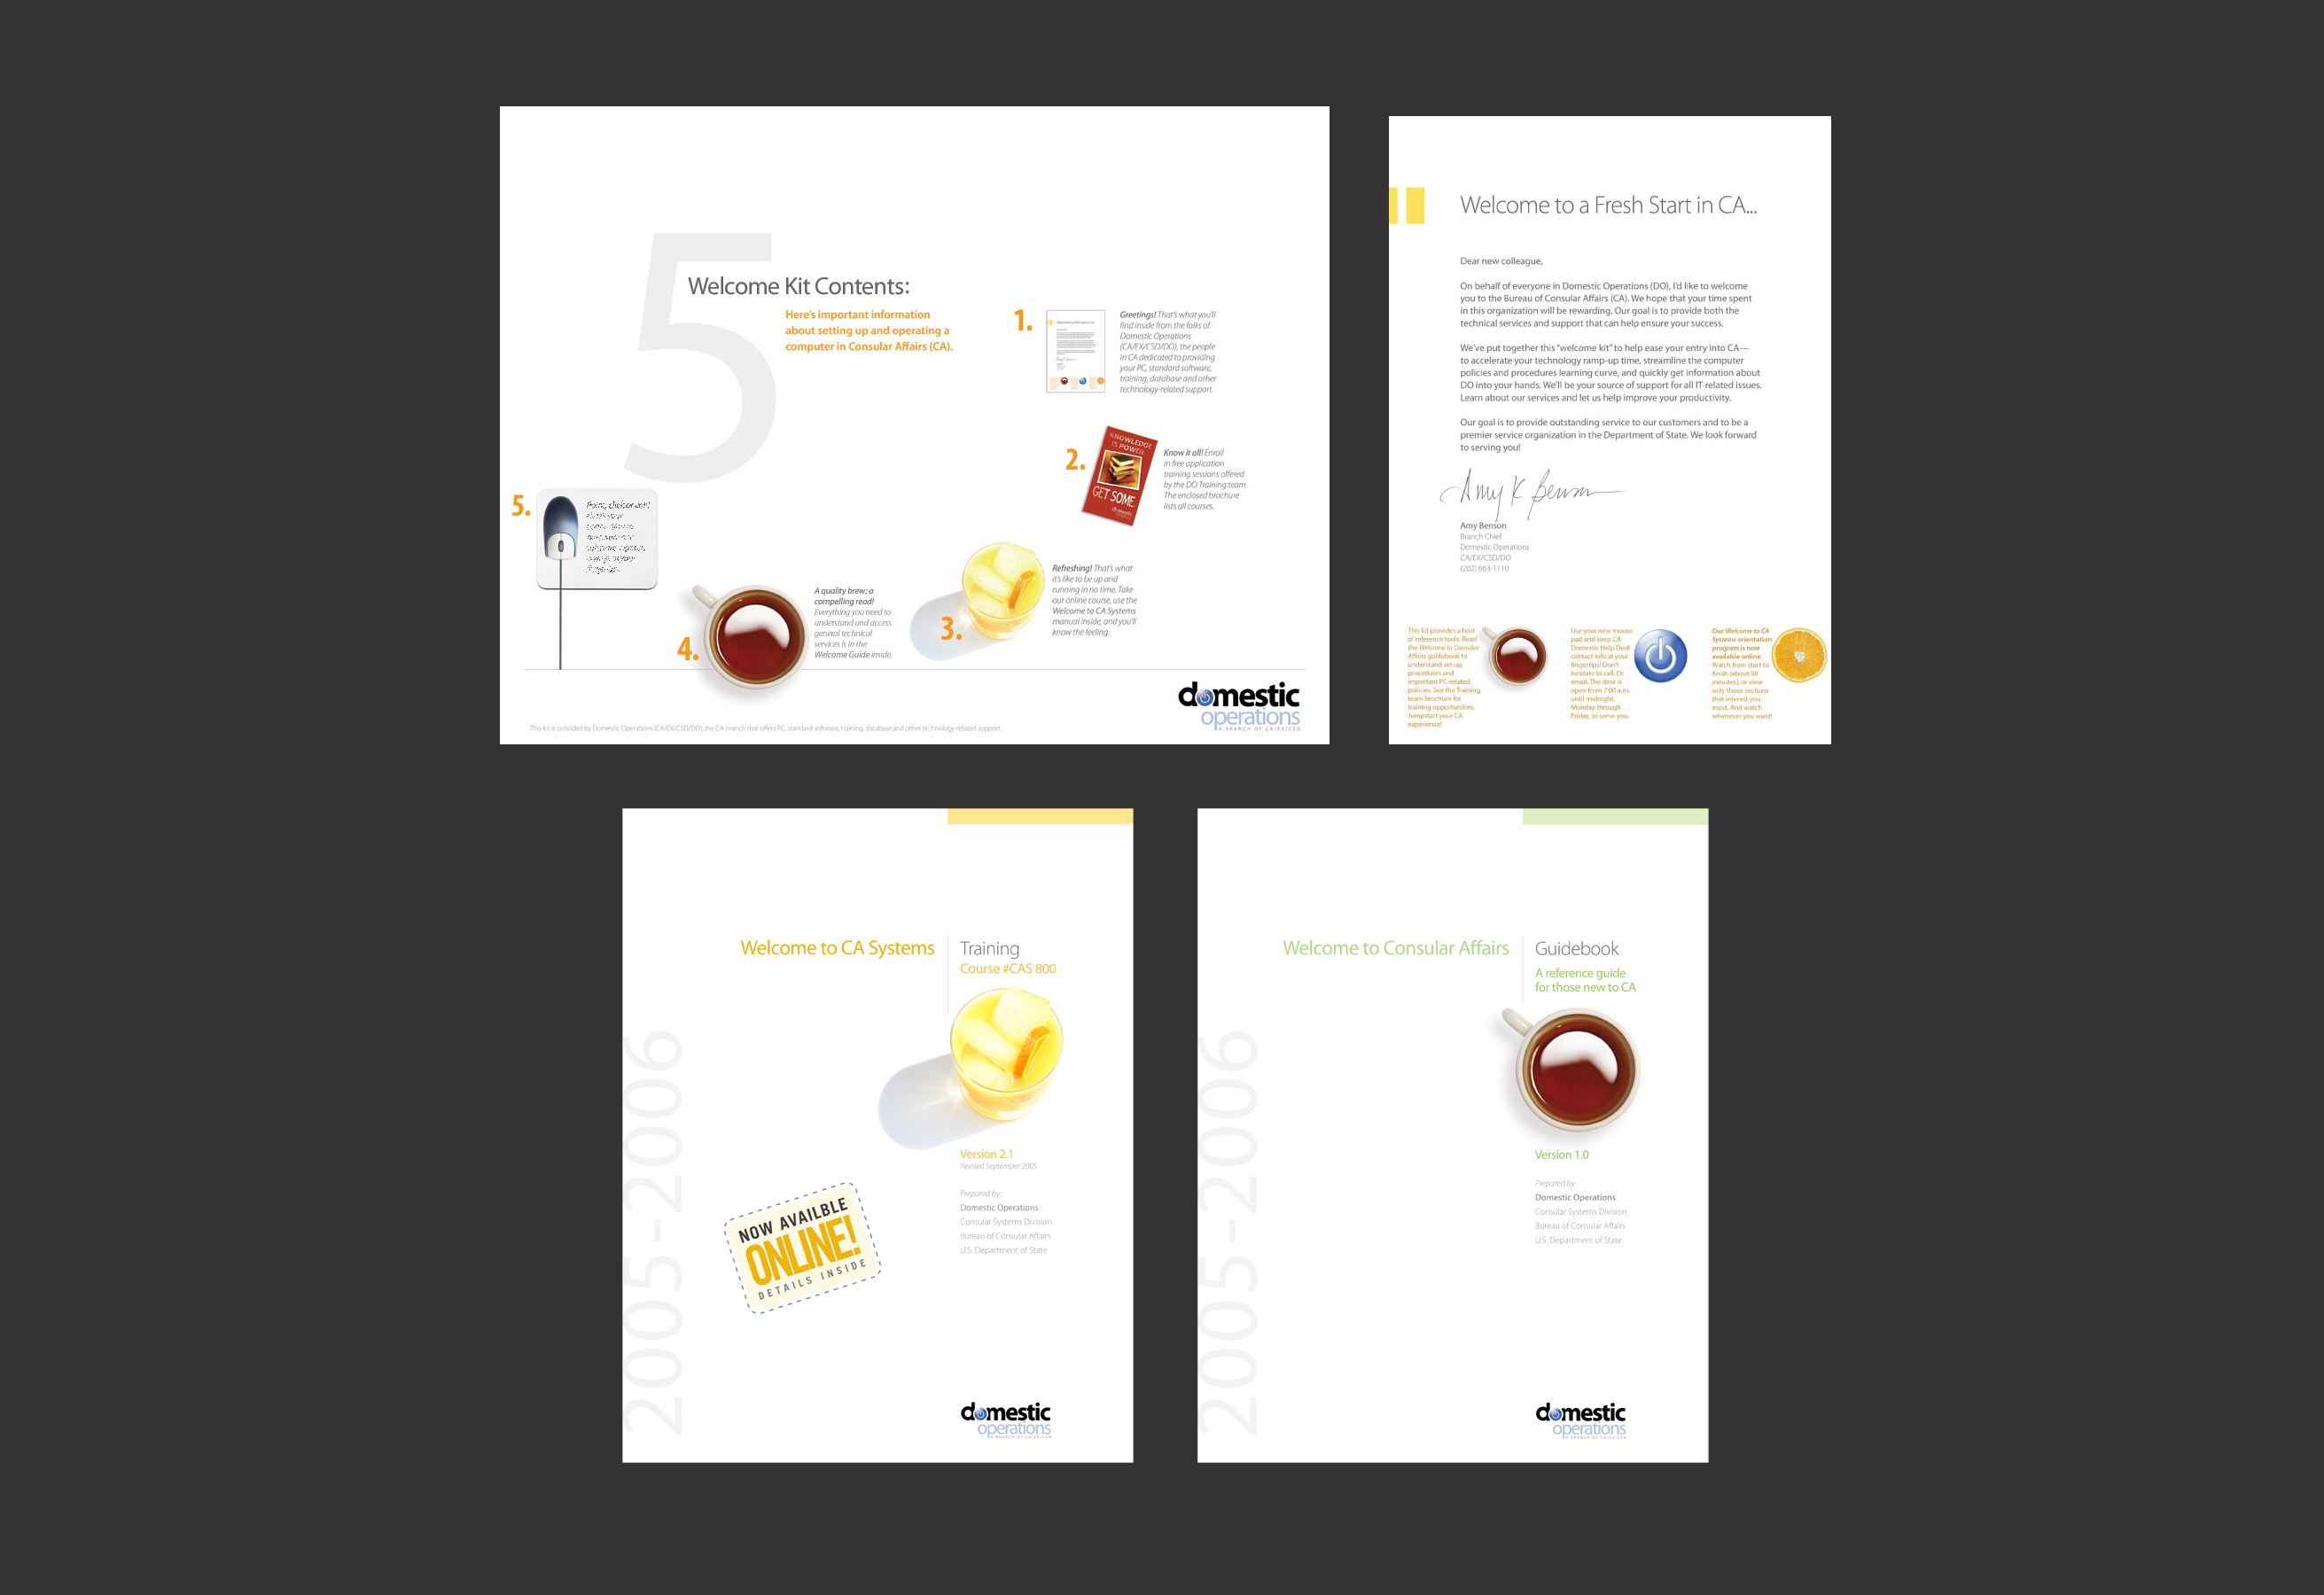 5
Welcome Kit Contents:
Here's important information
about setting up and operating a
computer in Consular Affairs (CA).
1.
Greetings! That's what you'll
find inside from the folks of
Domestic Operations
(CA/EX/CSD/DO), the people
in CA dedicated to providing
your PC, standard software,
training, database and other
technology-related support.
2.
KNOWLEDGE
IS POWER
GET SOME
domestic
Know it all! Enroll
in free application
training sessions offered
by the DO Training team.
The enclosed brochure
lists all courses.
3.
Refreshing! That's what
it's like to be up and
running in no time. Take
our online course, use the
Welcome to CA Systems
manual inside, and you'll
know the feeling.
4.
A quality brew; a
compelling read!
Everything you need to
understand and access
general technical
services is in the
Welcome Guide inside.
5.
domestic
operations
A BRANCH OF CA/EX/CSD
This kit is provided by Domestic Operations (CA/EX/CSD/DO), the CA branch that offers PC, standard software, training, database and other technology-related support.
Welcome to a Fresh Start in CA...
Dear new colleague,
On behalf of everyone in Domestic Operations (DO), I'd like to welcome
you to the Bureau of Consular Affairs (CA). We hope that your time spent
in this organization will be rewarding. Our goal is to provide both the
technical services and support that can help ensure your success.
We've put together this "welcome kit" to help ease your entry into CA—
to accelerate your technology ramp-up time, streamline the computer
policies and procedures learning curve, and quickly get information about
DO into your hands. We'll be your source of support for all IT-related issues.
Learn about our services and let us help improve your productivity.
Our goal is to provide outstanding service to our customers and to be a
premier service organization in the Department of State. We look forward
to serving you!
Amy K Benson
Amy Benson
Branch Chief
Domestic Operations
CA/EX/CSD/DO
(202) 663-1110
This kit provides a host
of reference tools. Read
the Welcome to Consular
Affairs guidebook to
understand set-up
procedures and
important PC-related
policies. See the Training
team brochure for
training opportunities.
Jumpstart your CA
experience!
Use your new mouse
pad and keep CA
Domestic Help Desk
contact info at your
fingertips! Don't
hesitate to call. Or
email. The desk is
open from 7:00 a.m.
until midnight,
Monday through
Friday, to serve you.
Our Welcome to CA
Systems orientation
program is now
available online.
Watch from start to
finish (about 90
minutes), or view
only those sections
that interest you
most. And watch
whenever you want!
2005-2006
Welcome to CA Systems
Training
Course #CAS 800
Version 2.1
Revised September 2005
Prepared by:
Domestic Operations
Consular Systems Division
Bureau of Consular Affairs
U.S. Department of State
NOW AVAILBLE
ONLINE!
DETAILS INSIDE
domestic
operations
A BRANCH OF CA/EX/CSD
2005-2006
Welcome to Consular Affairs
Guidebook
A reference guide
for those new to CA
Version 1.0
Prepared by:
Domestic Operations
Consular Systems Division
Bureau of Consular Affairs
U.S. Department of State
domestic
operations
A BRANCH OF CA/EX/CSD